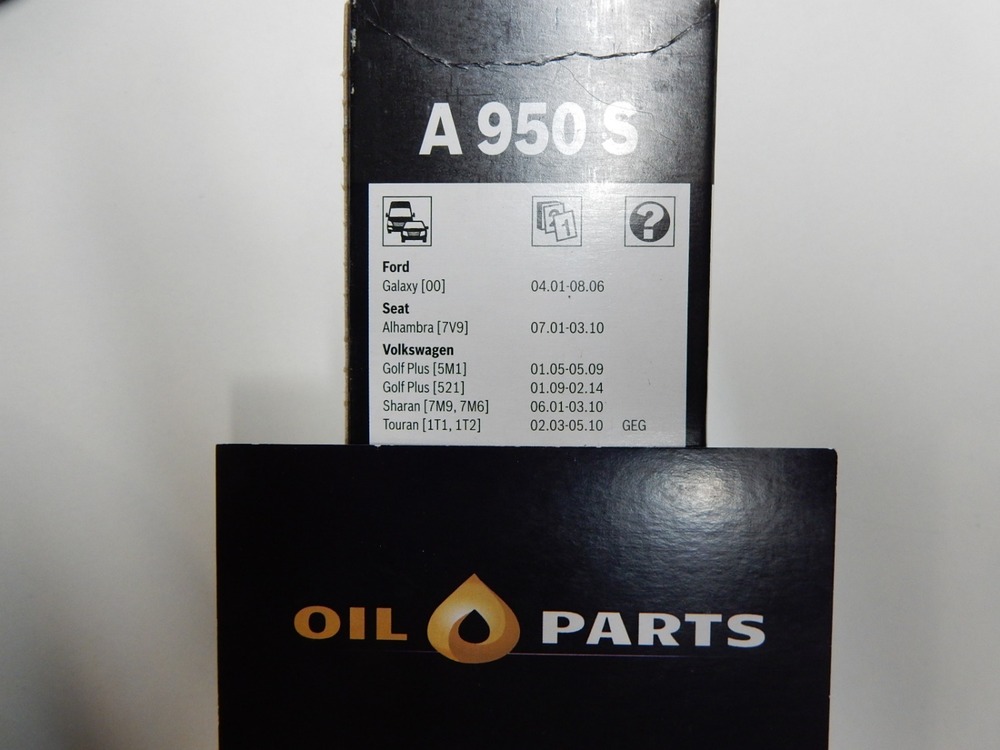 A 950 S
2 1 ?
Ford
Galaxy [00] 04.01-08.06
Seat
Alhambra [7V9] 07.01-03.10
Volkswagen
Golf Plus [5M1] 01.05-05.09
Golf Plus [521] 01.09-02.14
Sharan [7M9, 7M6] 06.01-03.10
Touran [1T1, 1T2] 02.03-05.10 GEG
OIL PARTS